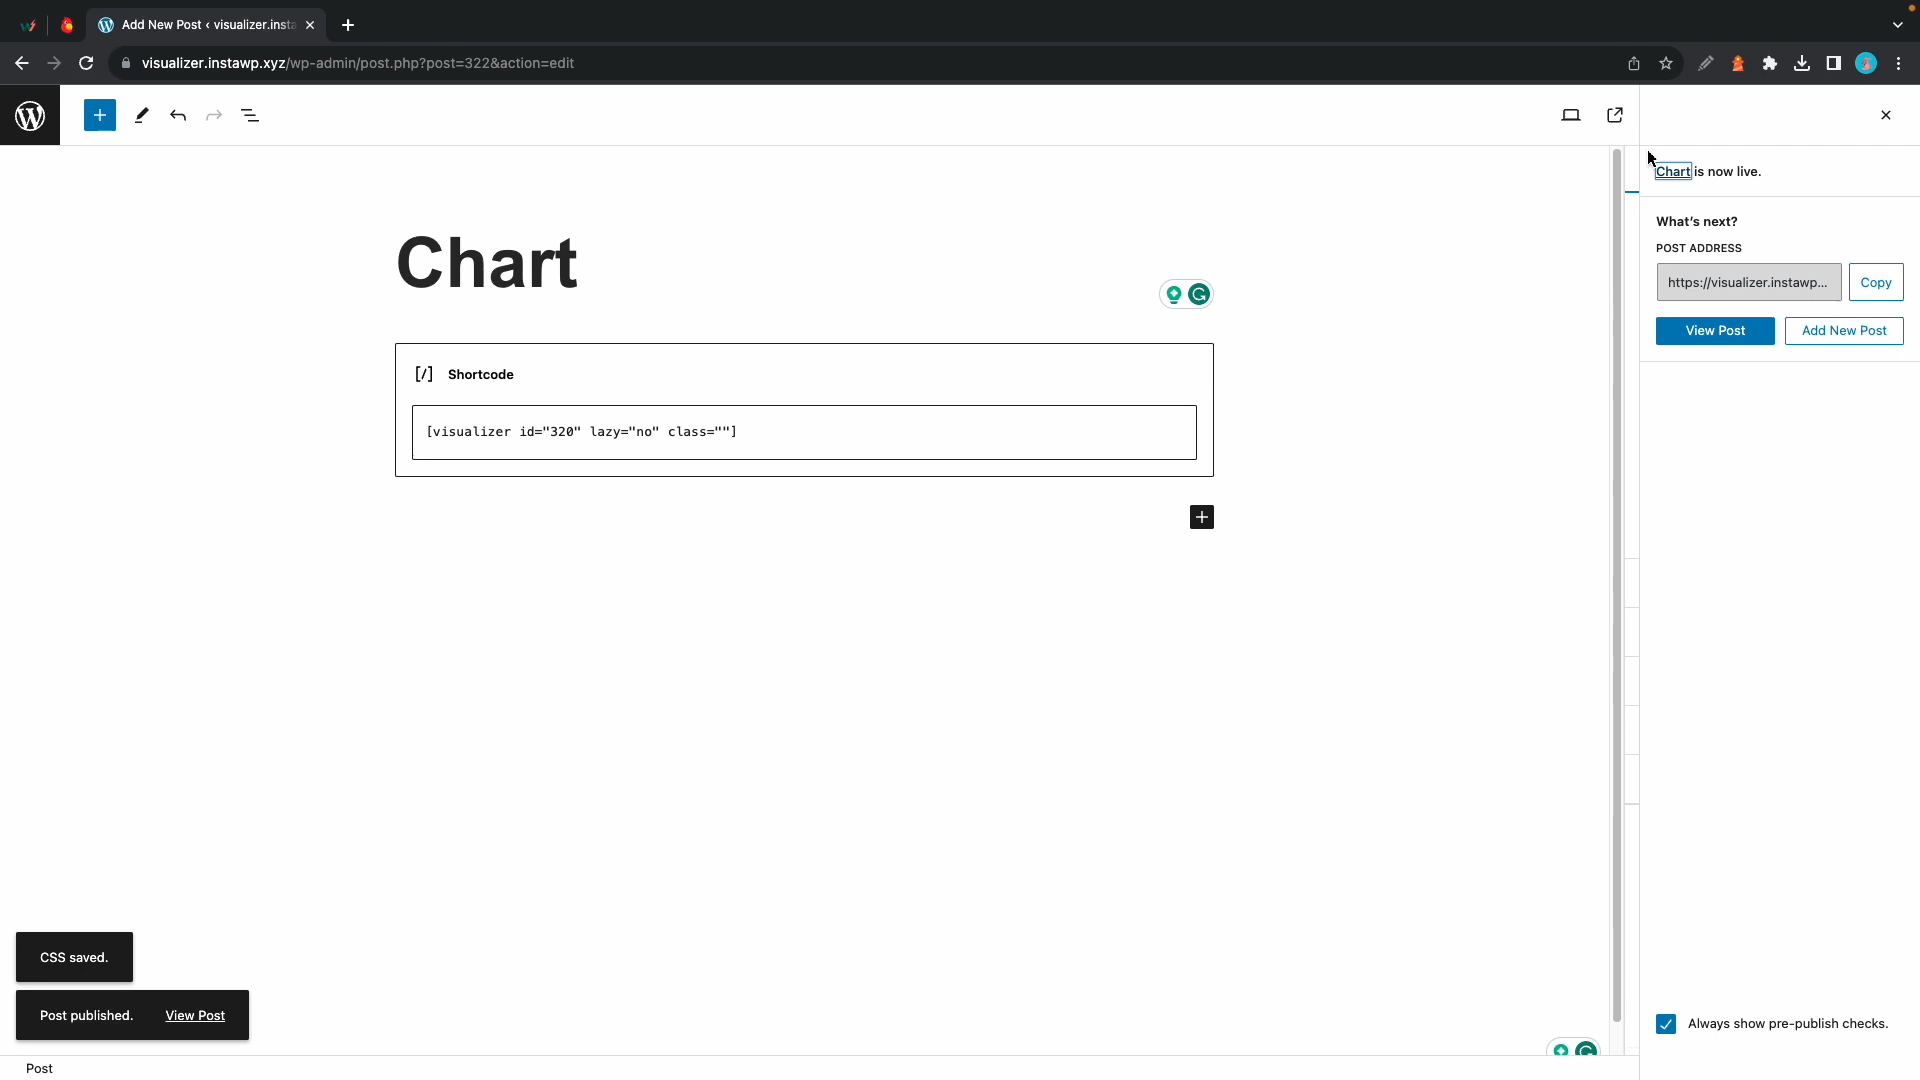 Add New Post ‹ visualizer.insta
visualizer.instawp.xyz/wp-admin/post.php?post=322&action=edit
Chart is now live.
What's next?
POST ADDRESS
https://visualizer.instawp...
Copy
View Post
Add New Post
Chart
[/] Shortcode
[visualizer id="320" lazy="no" class=""]
CSS saved.
Post published. View Post
Always show pre-publish checks.
Post